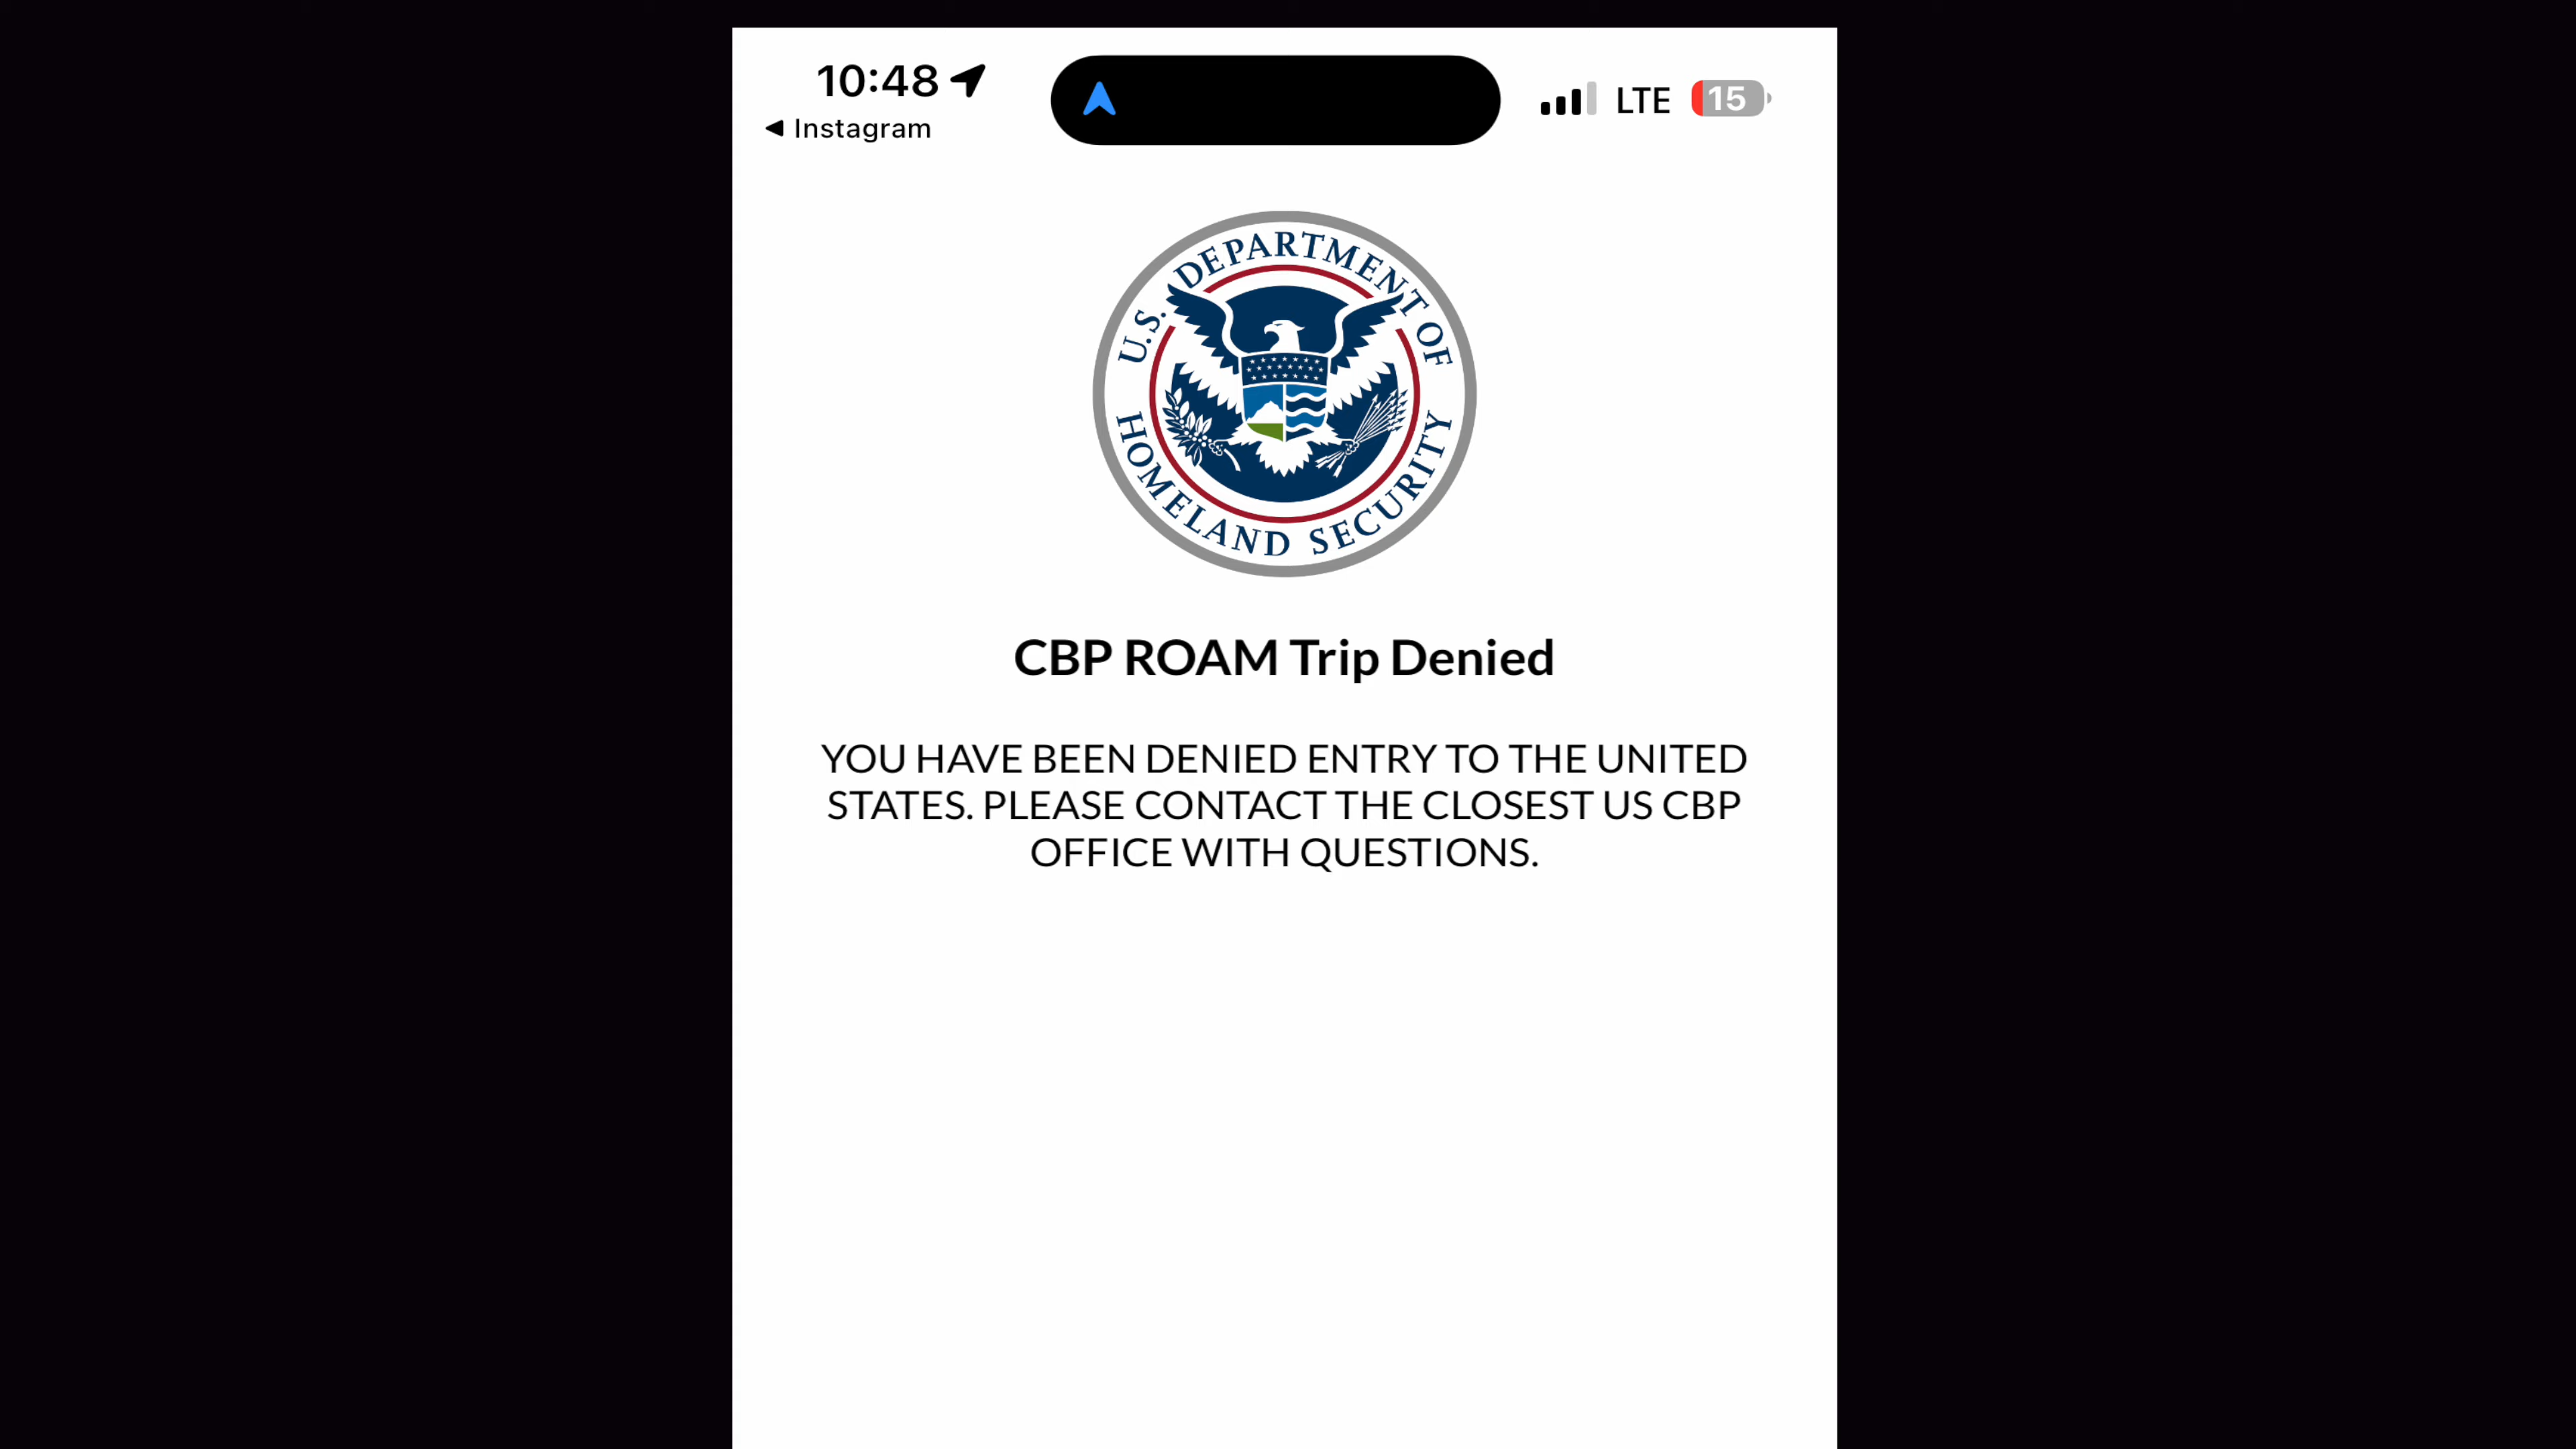 10:48
LTE 15
◀ Instagram
U.S. DEPARTMENT OF
HOMELAND SECURITY
CBP ROAM Trip Denied
YOU HAVE BEEN DENIED ENTRY TO THE UNITED
STATES. PLEASE CONTACT THE CLOSEST US CBP
OFFICE WITH QUESTIONS.